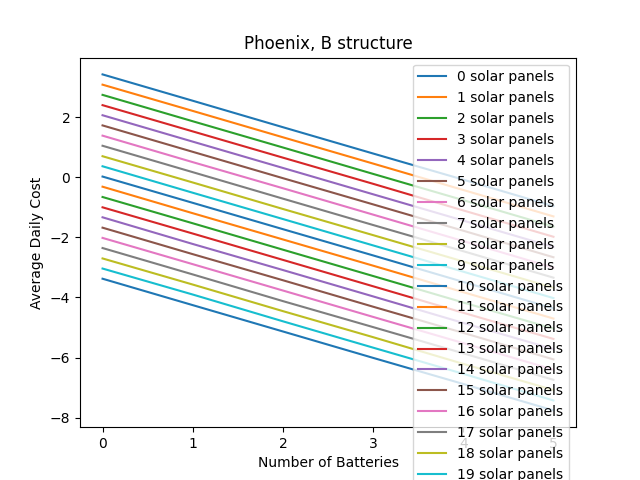 Phoenix, B structure
Average Daily Cost
2
0
−2
−4
−6
−8
0
1
2
3
4
5
Number of Batteries
0 solar panels
1 solar panels
2 solar panels
3 solar panels
4 solar panels
5 solar panels
6 solar panels
7 solar panels
8 solar panels
9 solar panels
10 solar panels
11 solar panels
12 solar panels
13 solar panels
14 solar panels
15 solar panels
16 solar panels
17 solar panels
18 solar panels
19 solar panels